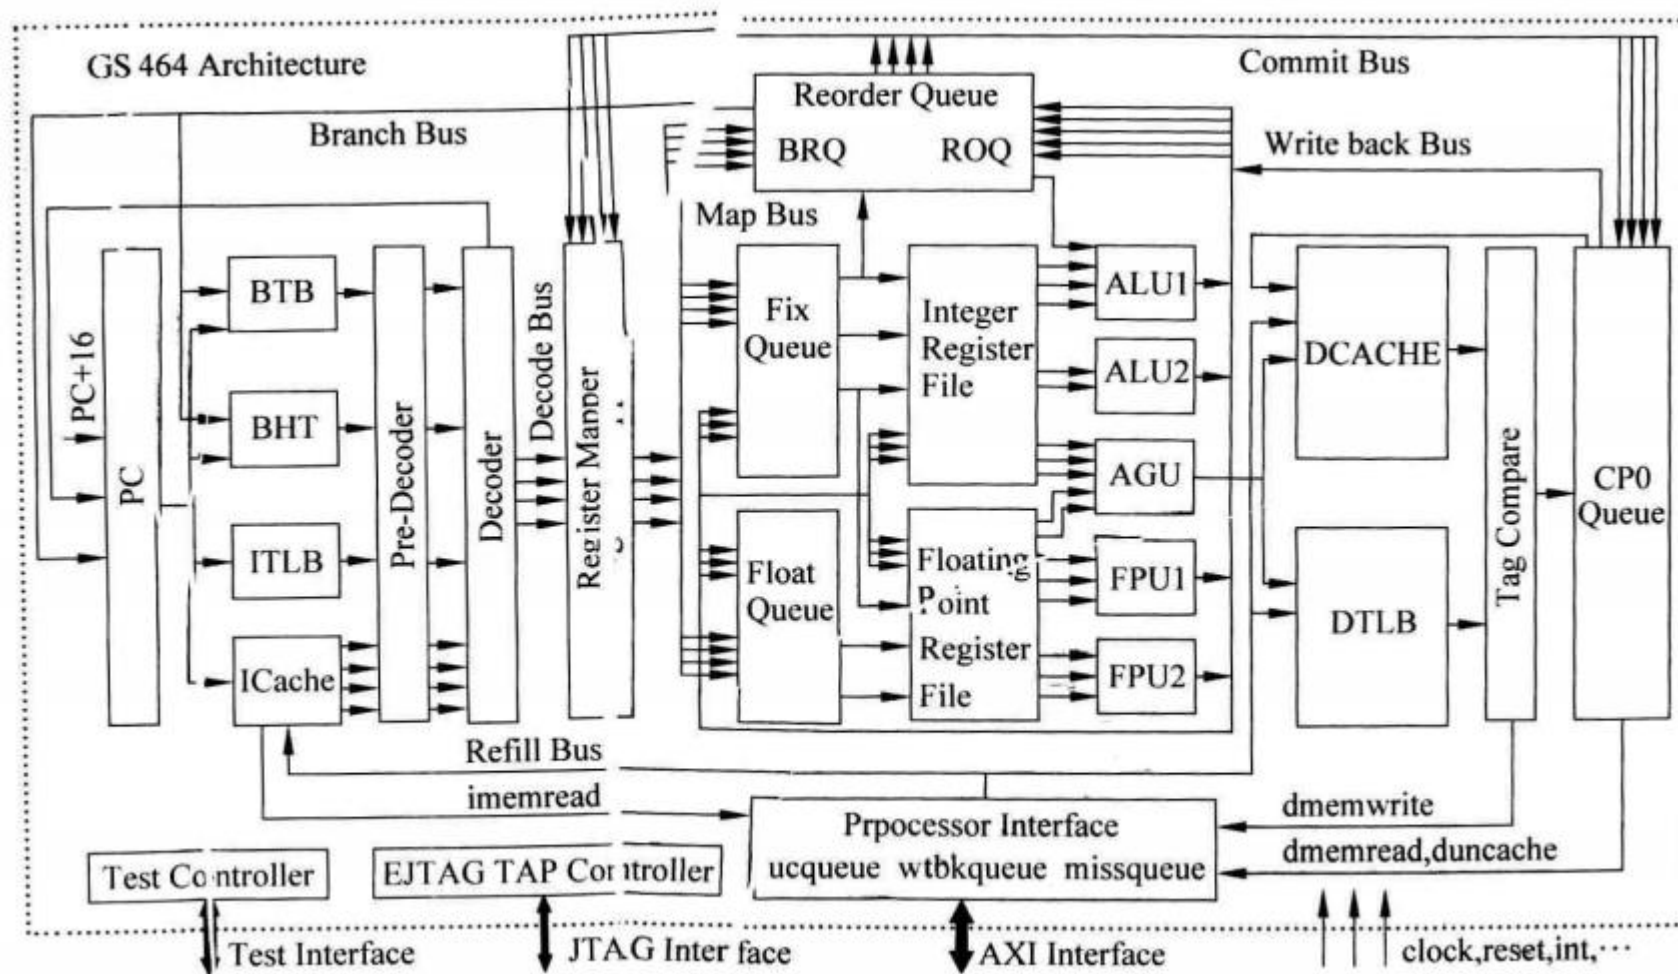 GS 464 Architecture
Commit Bus
Reorder Queue
BRQ ROQ
Branch Bus
Write back Bus
Map Bus
PC+16
PC
BTB
BHT
ITLB
ICache
Pre-Decoder
Decoder
Decode Bus
Register Mapper
Fix
Queue
Float
Queue
Integer
Register
File
Floating
Point
Register
File
ALU1
ALU2
AGU
FPU1
FPU2
DCACHE
DTLB
Tag Compare
CP0
Queue
Refill Bus
imemread
dmemwrite
dmemread,duncache
Prpocessor Interface
ucqueue wtbkqueue missqueue
Test Controller
EJTAG TAP Controller
Test Interface
JTAG Interface
AXI Interface
clock,reset,int,…